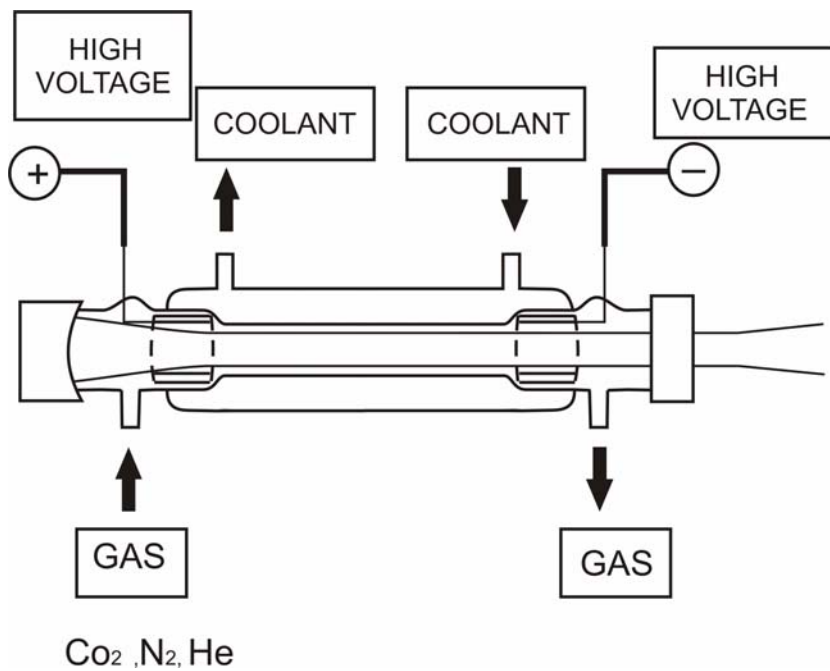 HIGH
VOLTAGE
COOLANT
COOLANT
HIGH
VOLTAGE
+
−
GAS
GAS
Co₂ ,N₂, He